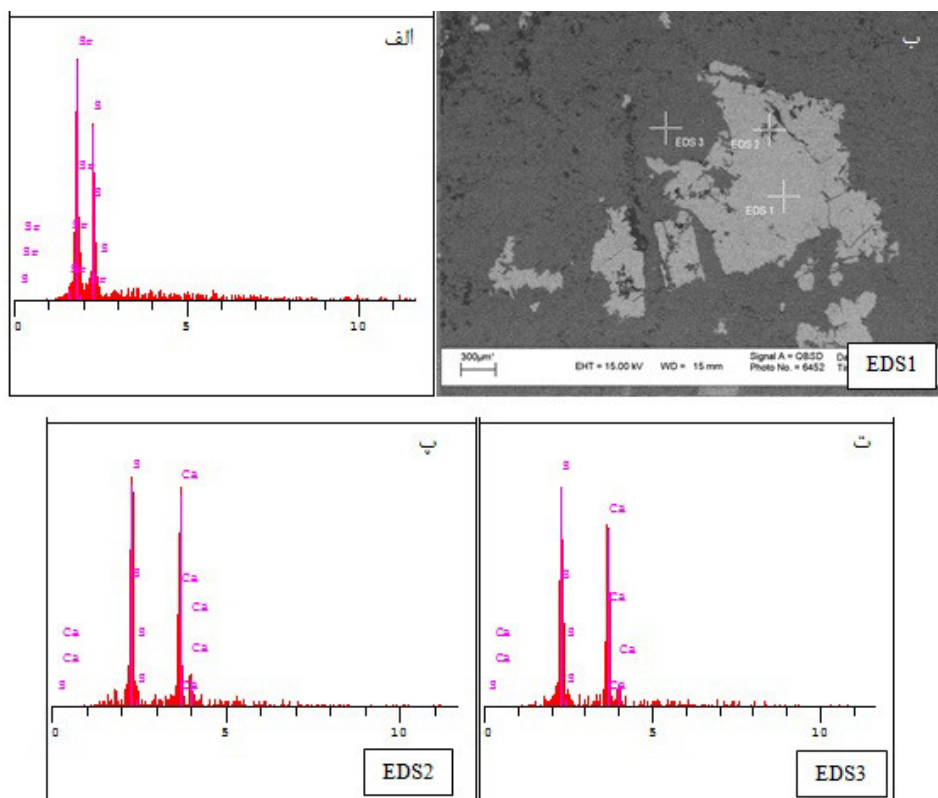 الف
Sr
S
Sr
S
Sr
Sr
S
0 5 10
ب
EDS 3
EDS 2
EDS 1
300µm
EHT = 15.00 kV
WD = 15 mm
Signal A = QBSD
Photo No. = 6452
EDS1
پ
S
Ca
S
Ca
Ca
Ca
S
Ca
Ca
S
Ca
S
0 5 10
EDS2
ت
S
Ca
S
Ca
Ca
S
Ca
Ca
S
Ca
S
0 5 10
EDS3